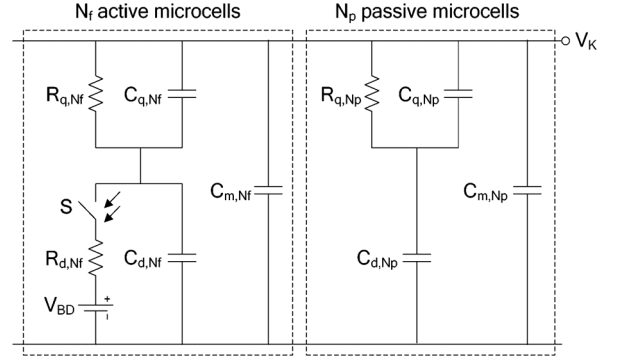 N_f active microcells
N_p passive microcells
V_K
R_q,Nf
C_q,Nf
R_q,Np
C_q,Np
C_m,Nf
C_m,Np
S
R_d,Nf
C_d,Nf
C_d,Np
V_BD
+
-